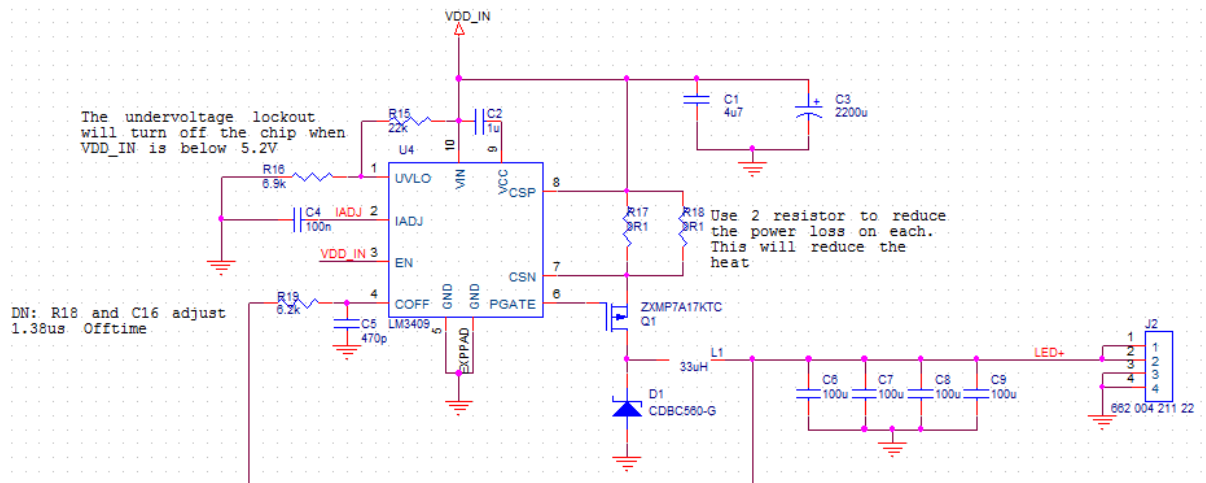 VDD_IN
The undervoltage lockout
will turn off the chip when
VDD_IN is below 5.2V
R15
22k
C2
1u
C1
4u7
C3
2200u
U4
10
9
R16
6.9k
1
UVLO
VIN
VCC
CSP
8
C4
100n
IADJ
2
IADJ
R17
0R1
R18
0R1
Use 2 resistor to reduce
the power loss on each.
This will reduce the
heat
VDD_IN
3
EN
CSN
7
R19
6.2k
4
COFF
GND
GND
PGATE
6
ZXMP7A17KTC
Q1
DN: R18 and C16 adjust
1.38us Offtime
C5
470p
LM3409
5
EXPPAD
L1
33uH
LED+
J2
1
2
3
4
1
2
3
4
662 004 211 22
D1
CDBC560-G
C6
100u
C7
100u
C8
100u
C9
100u